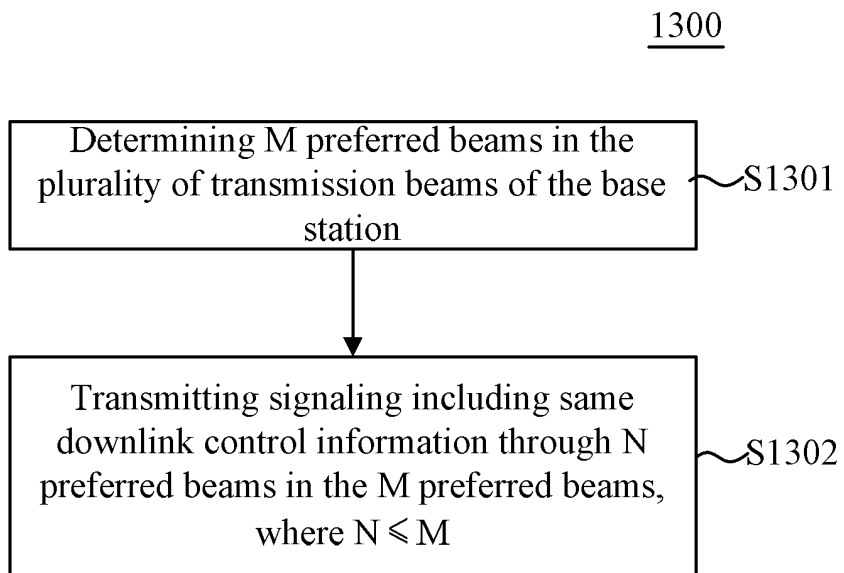 1300
Determining M preferred beams in the
plurality of transmission beams of the base
station
S1301
Transmitting signaling including same
downlink control information through N
preferred beams in the M preferred beams,
where N ⩽ M
S1302